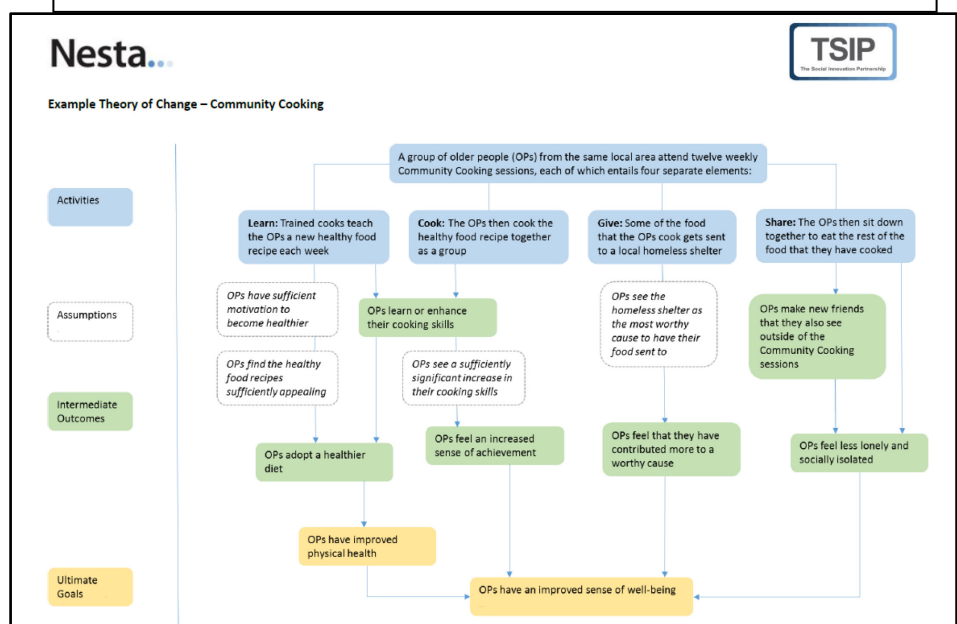 Nesta...
TSIP
The Social Innovation Partnership
Example Theory of Change – Community Cooking
A group of older people (OPs) from the same local area attend twelve weekly
Community Cooking sessions, each of which entails four separate elements:
Activities
Learn: Trained cooks teach
the OPs a new healthy food
recipe each week
Cook: The OPs then cook the
healthy food recipe together
as a group
Give: Some of the food
that the OPs cook gets sent
to a local homeless shelter
Share: The OPs then sit down
together to eat the rest of the
food that they have cooked
Assumptions
OPs have sufficient
motivation to
become healthier
OPs learn or enhance
their cooking skills
OPs see the
homeless shelter as
the most worthy
cause to have their
food sent to
OPs make new friends
that they also see
outside of the
Community Cooking
sessions
OPs find the healthy
food recipes
sufficiently appealing
OPs see a sufficiently
significant increase in
their cooking skills
Intermediate
Outcomes
OPs adopt a healthier
diet
OPs feel an increased
sense of achievement
OPs feel that they have
contributed more to a
worthy cause
OPs feel less lonely and
socially isolated
OPs have improved
physical health
Ultimate
Goals
OPs have an improved sense of well-being